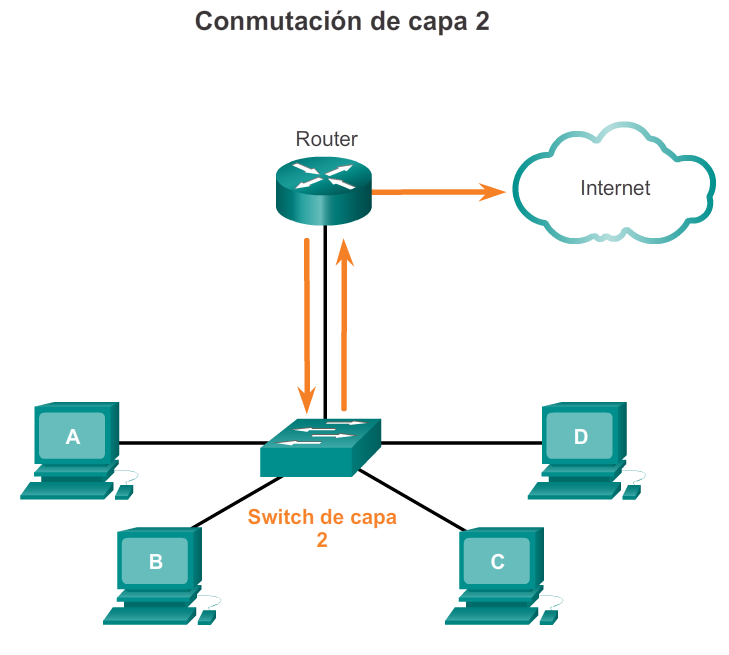 Conmutación de capa 2
Router
Internet
A
D
Switch de capa
2
B
C